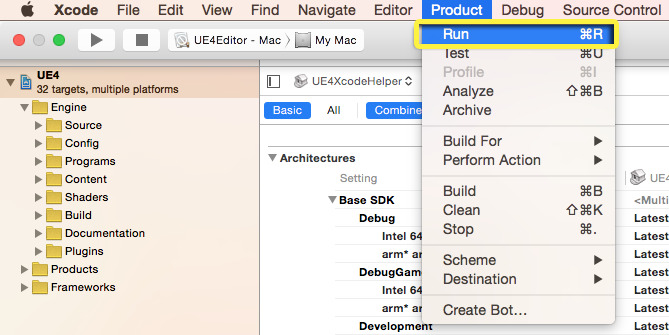 Xcode File Edit View Find Navigate Editor Product Debug Source Control
UE4Editor - Mac My Mac
UE4
32 targets, multiple platforms
Engine
Source
Config
Programs
Content
Shaders
Build
Documentation
Plugins
Products
Frameworks
UE4XcodeHelper
Basic All Combine
Architectures
Setting
Base SDK
Debug
Intel 64
arm* a
DebugGam
Intel 64
arm* a
Development
Run ⌘R
Test ⌘U
Profile ⌘I
Analyze ⇧⌘B
Archive
Build For
Perform Action
Build ⌘B
Clean ⇧⌘K
Stop ⌘.
Scheme
Destination
Create Bot…
UE4
<Multi
Latest
Latest
Latest
Latest
Latest
Latest
Latest